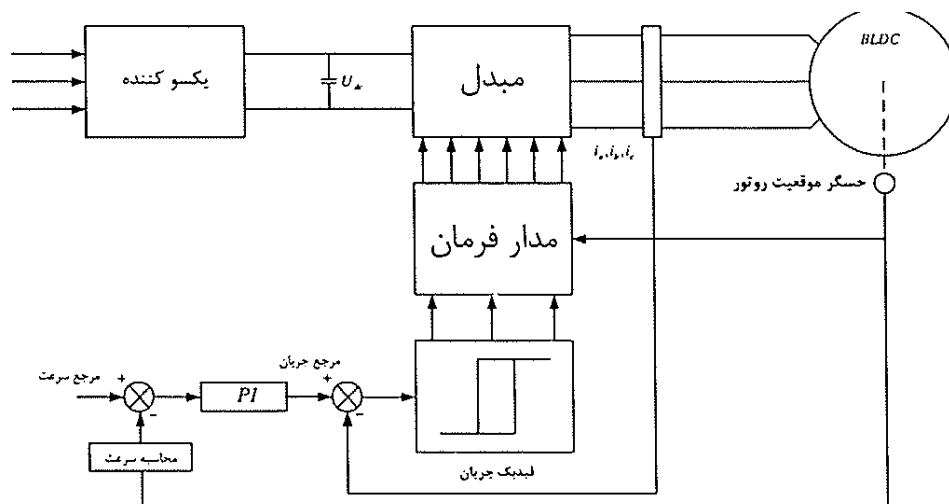 BLDC
یکسو کننده
U
مبدل
i_a, i_b, i_c
حسگر موقعیت روتور
مدار فرمان
مرجع جریان
مرجع سرعت
+
+
PI
-
-
محاسبه سرعت
فیدبک جریان